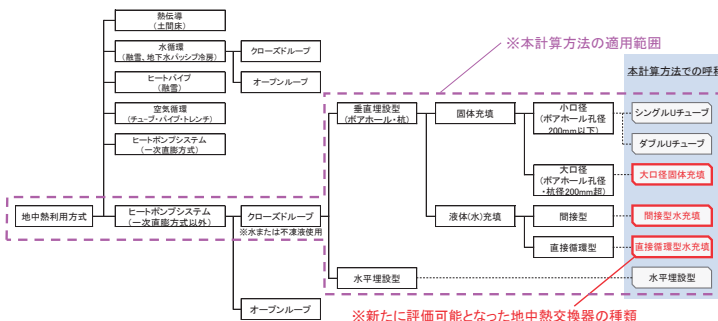 熱伝導
(土間床)
水循環
(融雪、地下水パッシブ冷房)
クローズドループ
※本計算方法の適用範囲
ヒートパイプ
(融雪)
オープンループ
本計算方法での呼称
空気循環
(チューブ・パイプ・トレンチ)
垂直埋設型
(ボアホール・杭)
固体充填
小口径
(ボアホール孔径
200mm以下)
シングルUチューブ
ヒートポンプシステム
(一次直膨方式)
ダブルUチューブ
大口径
(ボアホール孔径
・杭径200mm超)
大口径固体充填
地中熱利用方式
ヒートポンプシステム
(一次直膨方式以外)
クローズドループ
※水または不凍液使用
液体(水)充填
間接型
間接型水充填
直接循環型
直接循環型水充填
水平埋設型
水平埋設型
オープンループ
※新たに評価可能となった地中熱交換器の種類